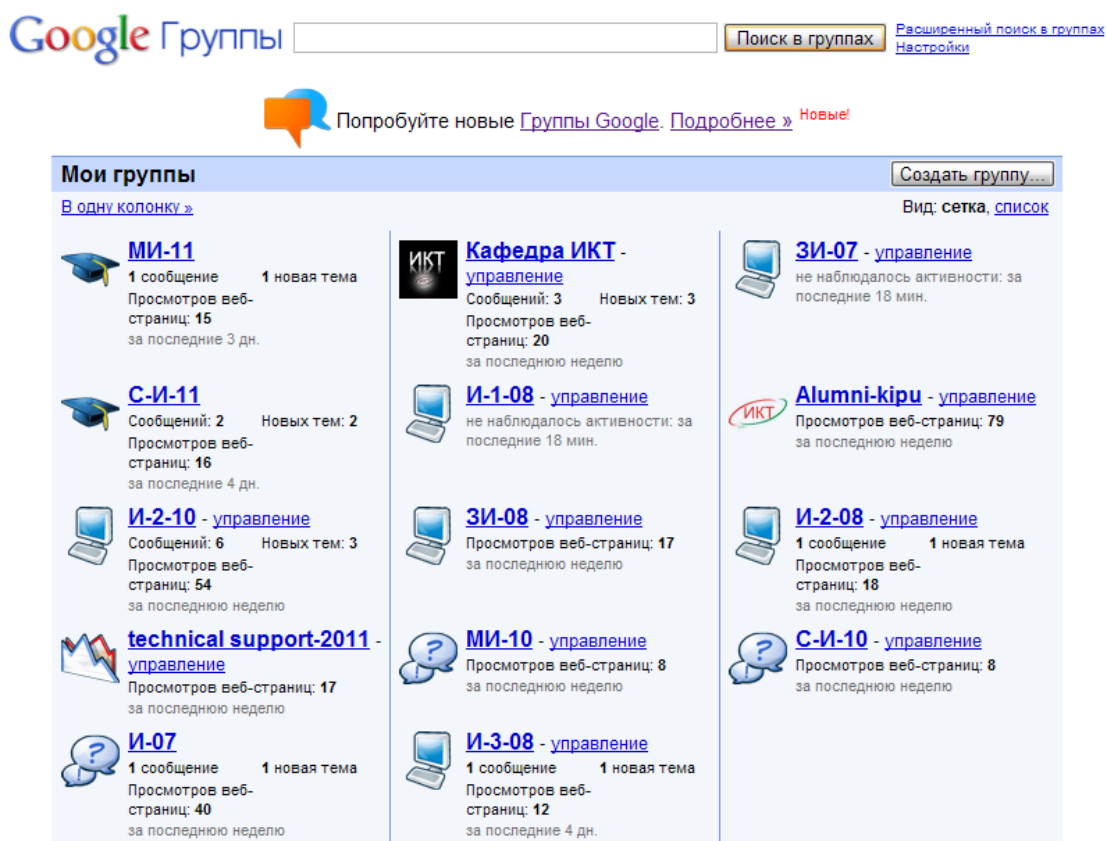 Google Группы
Поиск в группах
Расширенный поиск в группах
Настройки
Попробуйте новые Группы Google. Подробнее » Новые!
Мои группы
Создать группу...
В одну колонку »
Вид: сетка, список
МИ-11
1 сообщение 1 новая тема
Просмотров веб-
страниц: 15
за последние 3 дн.
ИКТ
Кафедра ИКТ -
управление
Сообщений: 3 Новых тем: 3
Просмотров веб-
страниц: 20
за последнюю неделю
ЗИ-07 - управление
не наблюдалось активности: за
последние 18 мин.
С-И-11
Сообщений: 2 Новых тем: 2
Просмотров веб-
страниц: 16
за последние 4 дн.
И-1-08 - управление
не наблюдалось активности: за
последние 18 мин.
ИКТ
Alumni-kipu - управление
Просмотров веб-страниц: 79
за последнюю неделю
И-2-10 - управление
Сообщений: 6 Новых тем: 3
Просмотров веб-
страниц: 54
за последнюю неделю
ЗИ-08 - управление
Просмотров веб-страниц: 17
за последнюю неделю
И-2-08 - управление
1 сообщение 1 новая тема
Просмотров веб-
страниц: 18
за последнюю неделю
technical support-2011 -
управление
Просмотров веб-страниц: 17
за последнюю неделю
МИ-10 - управление
Просмотров веб-страниц: 8
за последнюю неделю
С-И-10 - управление
Просмотров веб-страниц: 8
за последнюю неделю
И-07
1 сообщение 1 новая тема
Просмотров веб-
страниц: 40
за последнюю неделю
И-3-08 - управление
1 сообщение 1 новая тема
Просмотров веб-
страниц: 12
за последние 4 дн.